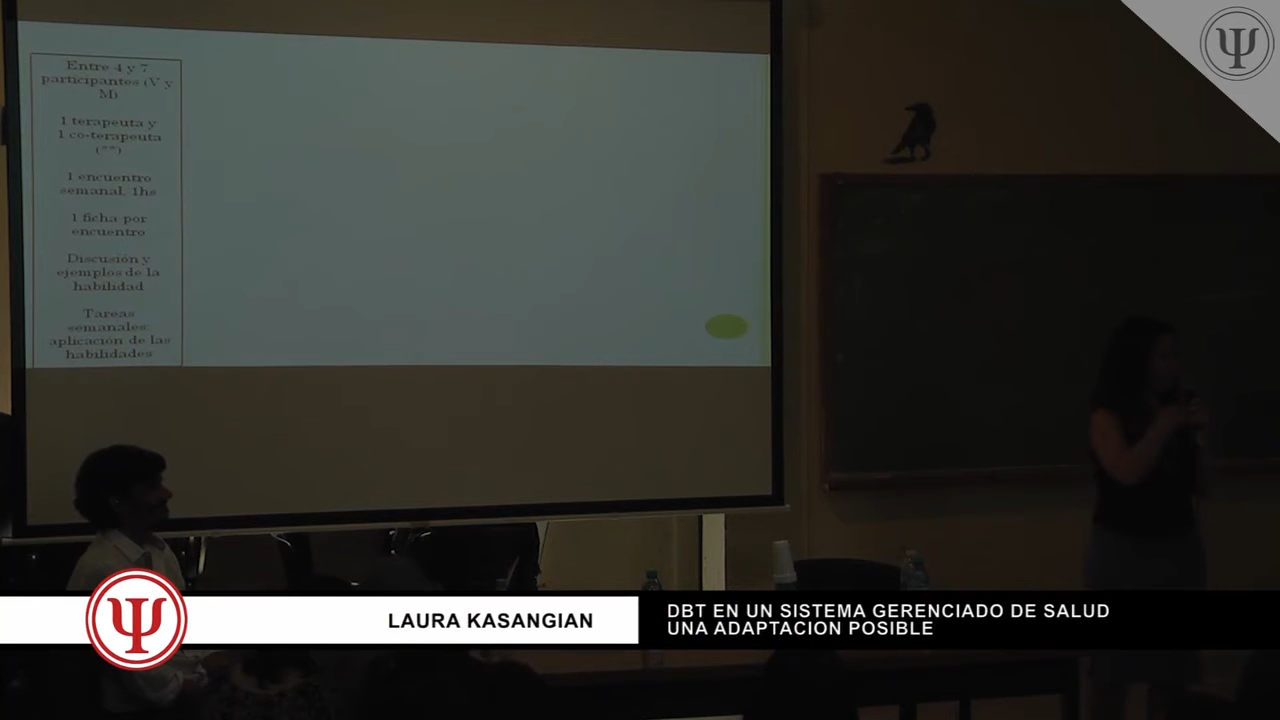 Entre 4 y 7
participantes (V y
M)
1 terapeuta y
1 co-terapeuta
("")
1 encuentro
semanal. 1hs
1 ficha por
encuentro
Discusión y
ejemplos de la
habilidad
Tareas
semanales:
aplicación de las
habilidades
Ψ
Ψ
LAURA KASANGIAN
DBT EN UN SISTEMA GERENCIADO DE SALUD
UNA ADAPTACION POSIBLE